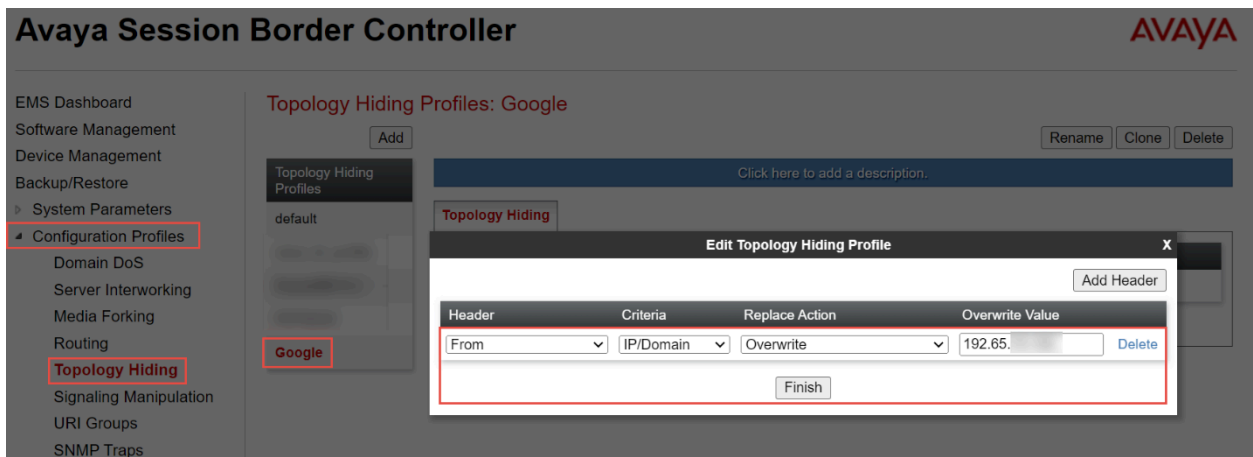 Avaya Session Border Controller
AVAYA
EMS Dashboard
Software Management
Device Management
Backup/Restore
System Parameters
Configuration Profiles
Domain DoS
Server Interworking
Media Forking
Routing
Topology Hiding
Signaling Manipulation
URI Groups
SNMP Traps
Topology Hiding Profiles: Google
Add
Rename Clone Delete
Topology Hiding
Profiles
default
Google
Click here to add a description.
Topology Hiding
Edit Topology Hiding Profile X
Add Header
Header Criteria Replace Action Overwrite Value
From IP/Domain Overwrite 192.65. Delete
Finish